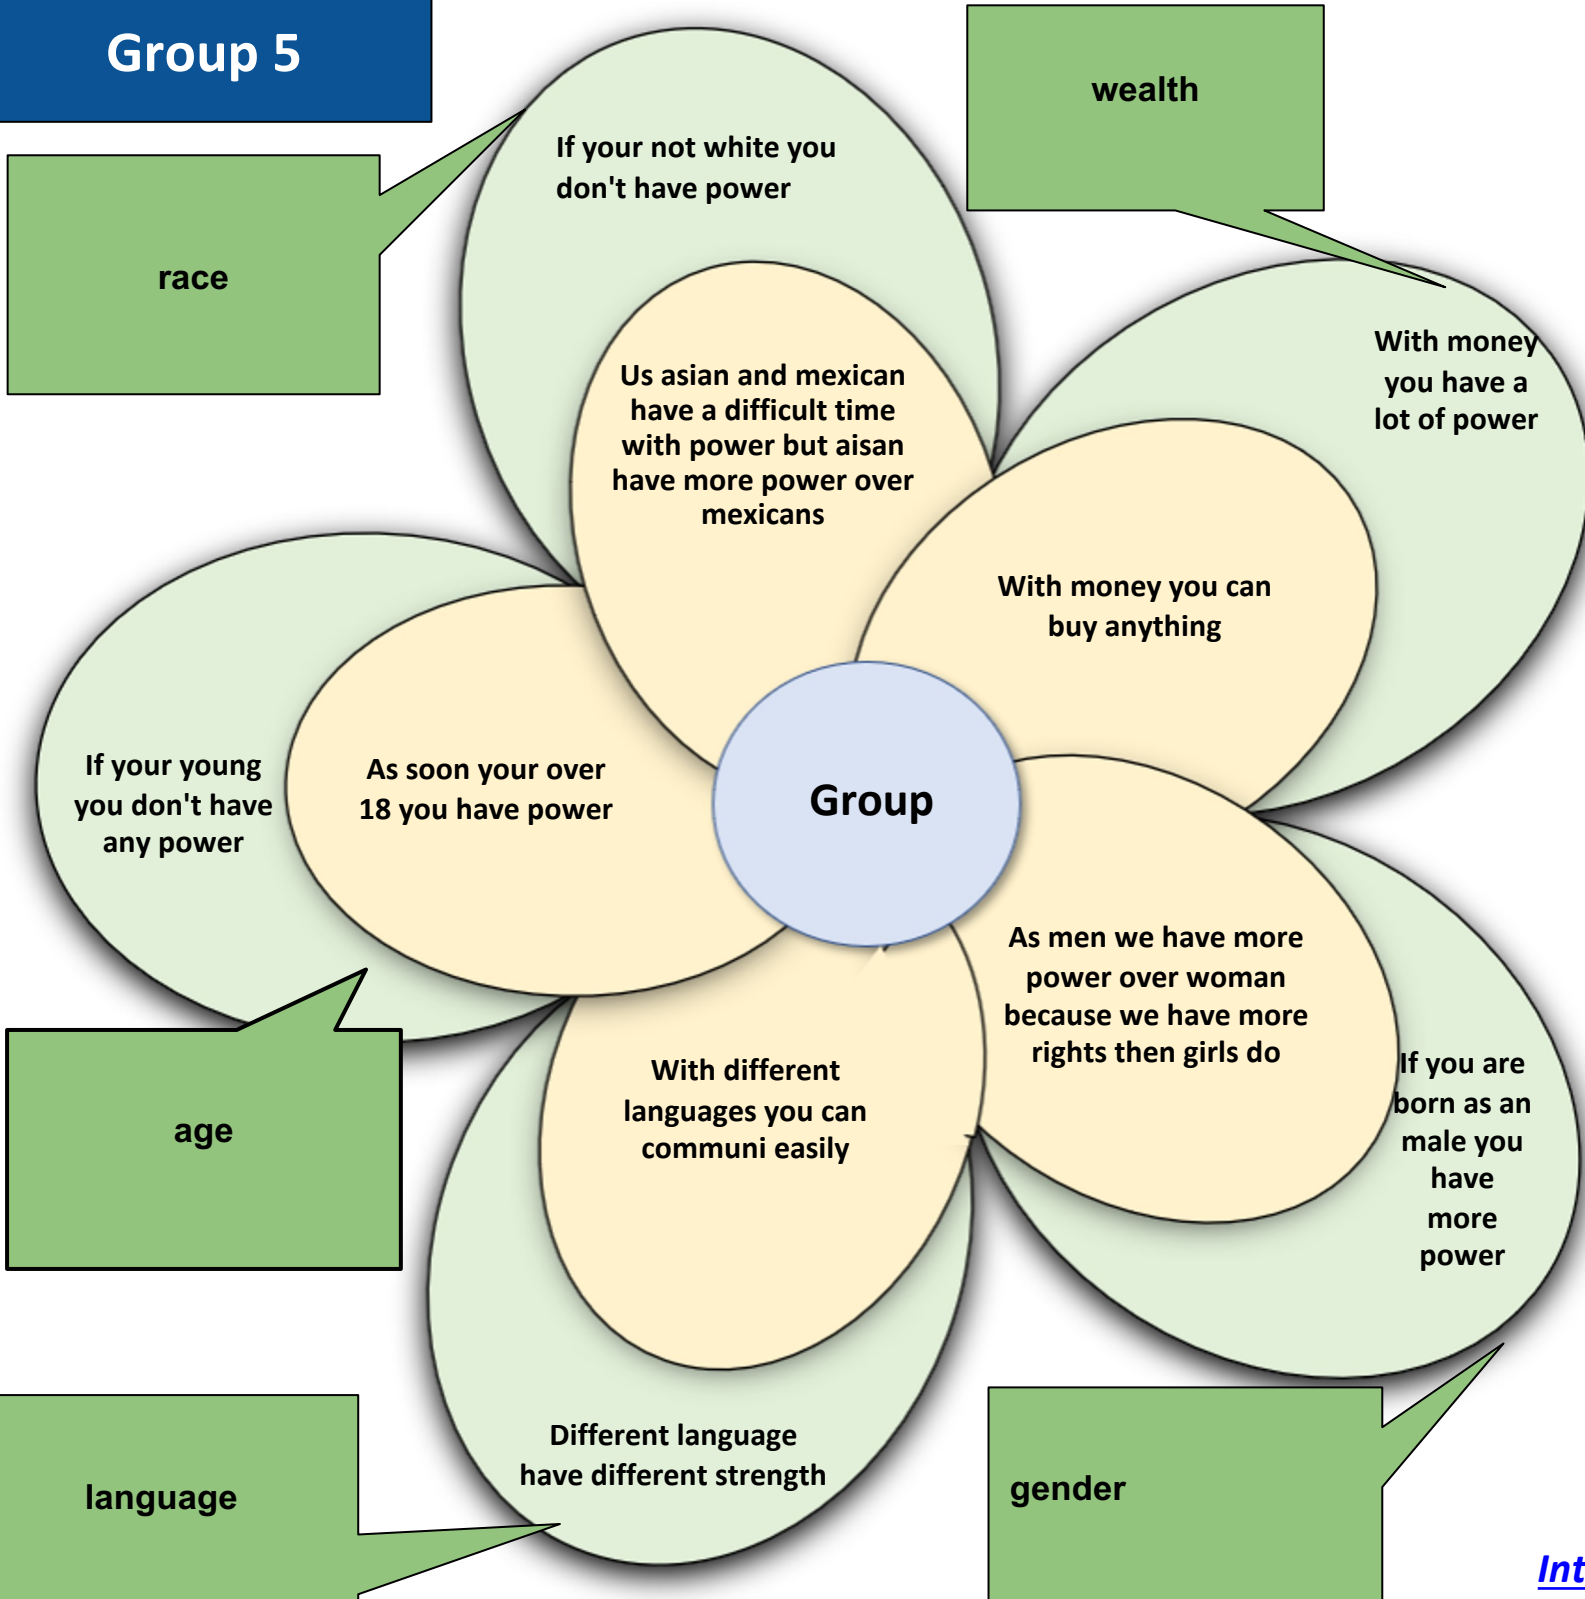 Group 5
wealth
race
If your not white you
don't have power
Us asian and mexican
have a difficult time
with power but aisan
have more power over
mexicans
With money
you have a
lot of power
With money you can
buy anything
If your young
you don't have
any power
As soon your over
18 you have power
Group
As men we have more
power over woman
because we have more
rights then girls do
If you are
born as an
male you
have
more
power
age
With different
languages you can
communi easily
Different language
have different strength
language
gender
Int